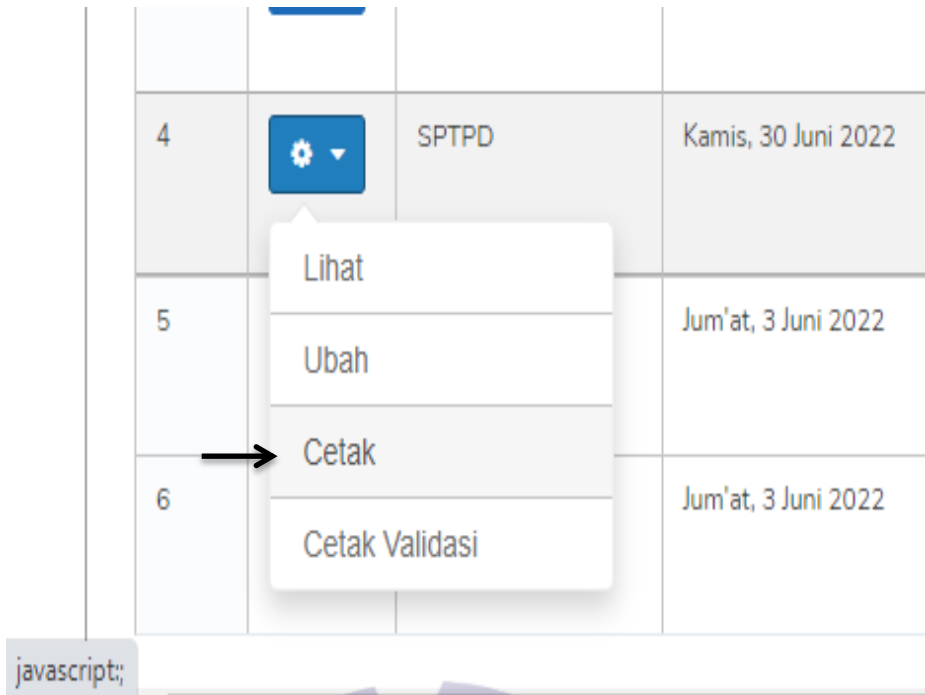 4 SPTPD Kamis, 30 Juni 2022
Lihat
5 Jum'at, 3 Juni 2022
Ubah
Cetak
6 Jum'at, 3 Juni 2022
Cetak Validasi
javascript:;